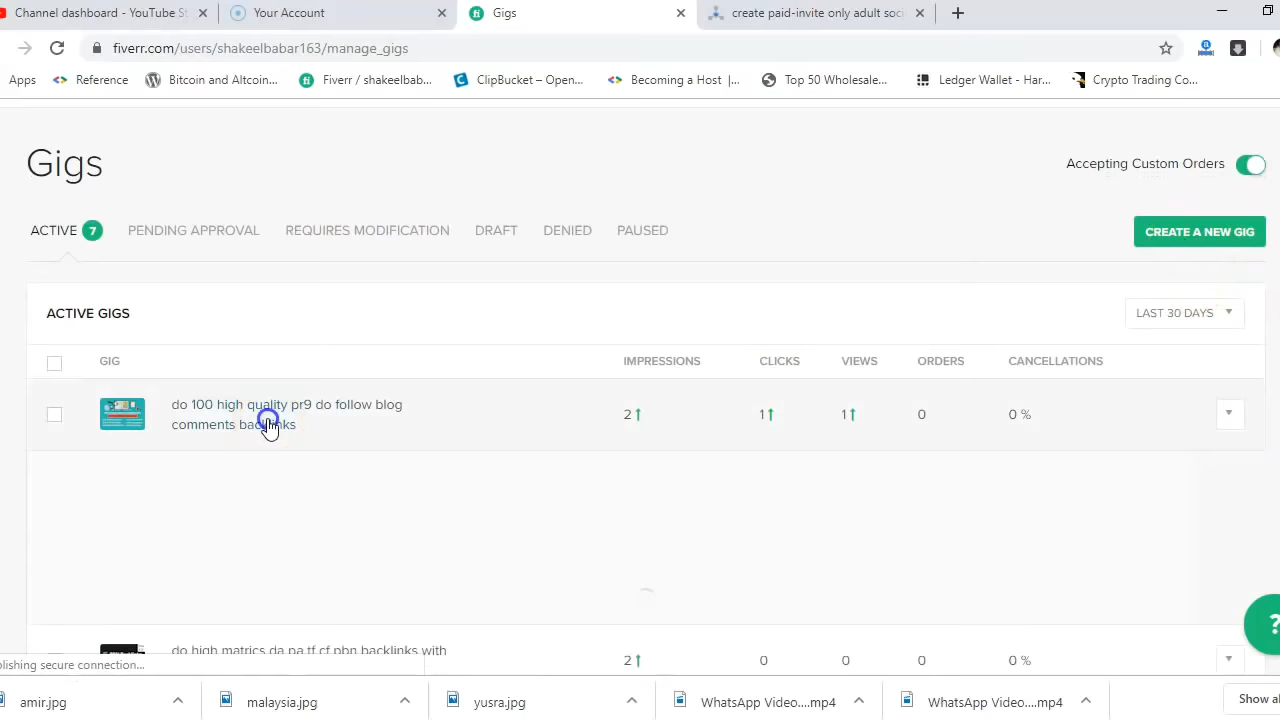 Channel dashboard - YouTube St
Your Account
Gigs
create paid-invite only adult soci
fiverr.com/users/shakeelbabar163/manage_gigs
Apps
Reference
Bitcoin and Altcoin...
Fiverr / shakeelbab...
ClipBucket – Open...
Becoming a Host |...
Top 50 Wholesale...
Ledger Wallet - Har...
Crypto Trading Co...
Gigs
Accepting Custom Orders
ACTIVE 7
PENDING APPROVAL
REQUIRES MODIFICATION
DRAFT
DENIED
PAUSED
CREATE A NEW GIG
ACTIVE GIGS
LAST 30 DAYS
GIG
IMPRESSIONS
CLICKS
VIEWS
ORDERS
CANCELLATIONS
do 100 high quality pr9 do follow blog
comments backlinks
2
1
1
0
0 %
do high matrics da pa tf cf pbn backlinks with
2
0
0
0
0 %
?
blishing secure connection...
amir.jpg
malaysia.jpg
yusra.jpg
WhatsApp Video....mp4
WhatsApp Video....mp4
Show al